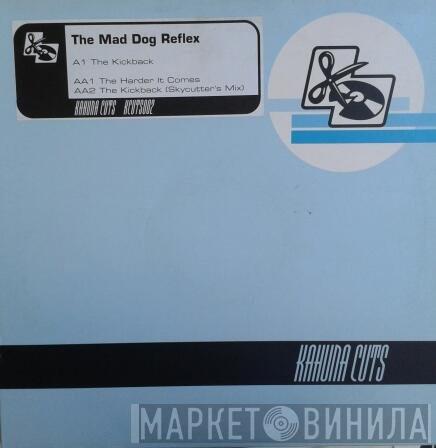 The Mad Dog Reflex
A1 The Kickback
AA1 The Harder It Comes
AA2 The Kickback (Skycutter's Mix)
KAHUNA CUTS KCUTS002
KAHUNA CUTS
МАРКЕТ ВИНИЛА